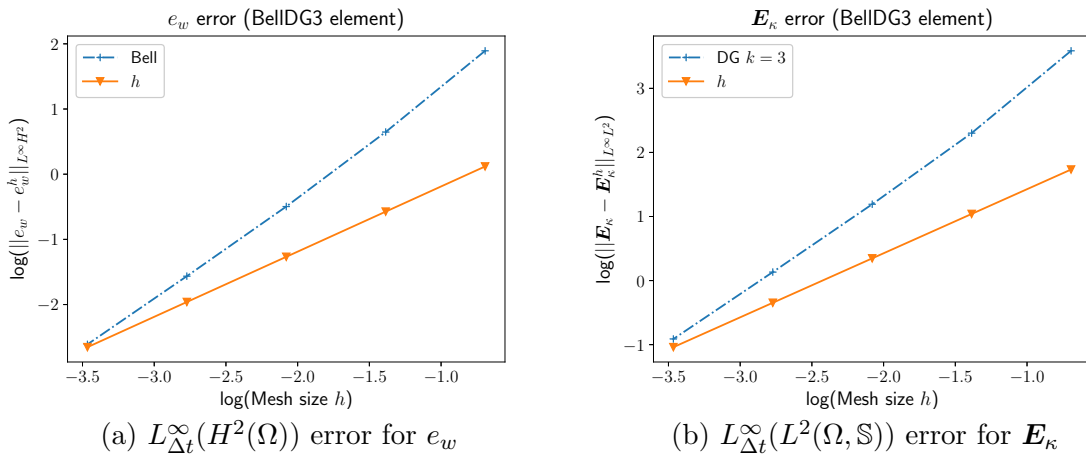 e_w error (BellDG3 element)
Bell
h
log(||e_w − e_w^h||_{L^∞H^2})
2
1
0
−1
−2
−3.5 −3.0 −2.5 −2.0 −1.5 −1.0
log(Mesh size h)
(a) L^∞_{Δt}(H^2(Ω)) error for e_w
E_κ error (BellDG3 element)
DG k = 3
h
log(||E_κ − E_κ^h||_{L^∞L^2})
3
2
1
0
−1
−3.5 −3.0 −2.5 −2.0 −1.5 −1.0
log(Mesh size h)
(b) L^∞_{Δt}(L^2(Ω, 𝕊)) error for E_κ